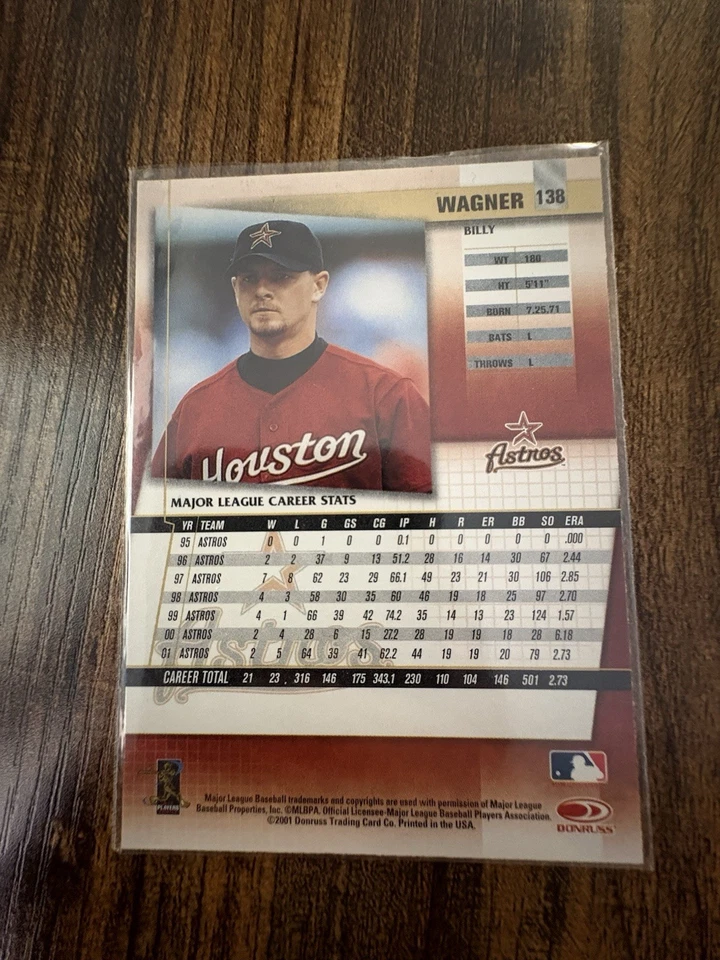 WAGNER 138
BILLY
WT 180
HT 5'11"
BORN 7.25.71
BATS L
THROWS L
Houston
Astros
MAJOR LEAGUE CAREER STATS
YR TEAM W L G GS CG IP H R ER BB SO ERA
95 ASTROS 0 0 1 0 0 0.1 0 0 0 0 0 .000
96 ASTROS 2 2 37 9 13 51.2 28 16 14 30 67 2.44
97 ASTROS 7 8 62 23 29 66.1 49 23 21 30 106 2.85
98 ASTROS 4 3 58 30 35 60 46 19 18 25 97 2.70
99 ASTROS 4 1 66 39 42 74.2 35 14 13 23 124 1.57
00 ASTROS 2 4 28 6 15 27.2 28 19 19 18 28 6.18
01 ASTROS 2 5 64 39 41 62.2 44 19 19 20 79 2.73
CAREER TOTAL 21 23 316 146 175 343.1 230 110 104 146 501 2.73
Astros
PLAYERS
Major League Baseball trademarks and copyrights are used with permission of Major League
Baseball Properties, Inc. ©MLBPA. Official Licensee-Major League Baseball Players Association.
©2001 Donruss Trading Card Co. Printed in the USA.
DONRUSS